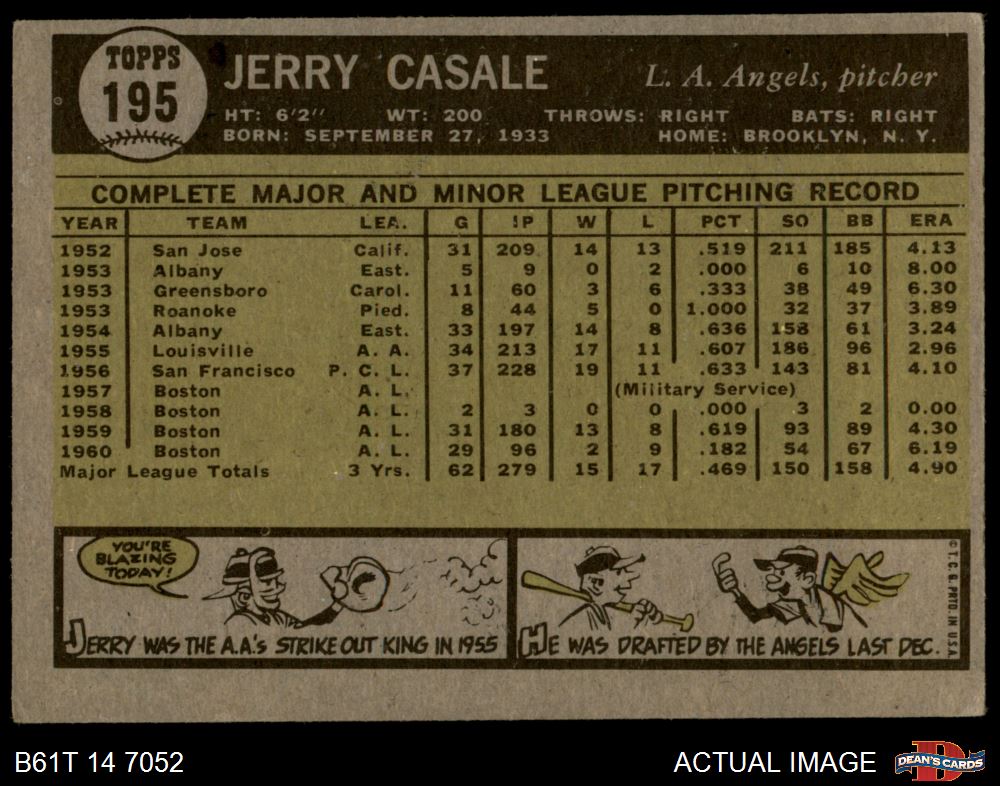 TOPPS
195
JERRY CASALE
L. A. Angels, pitcher
HT: 6'2" WT: 200 THROWS: RIGHT BATS: RIGHT
BORN: SEPTEMBER 27, 1933 HOME: BROOKLYN, N. Y.
COMPLETE MAJOR AND MINOR LEAGUE PITCHING RECORD
YEAR TEAM LEA. G IP W L PCT SO BB ERA
1952 San Jose Calif. 31 209 14 13 .519 211 185 4.13
1953 Albany East. 5 9 0 2 .000 6 10 8.00
1953 Greensboro Carol. 11 60 3 6 .333 38 49 6.30
1953 Roanoke Pied. 8 44 5 0 1.000 32 37 3.89
1954 Albany East. 33 197 14 8 .636 158 61 3.24
1955 Louisville A. A. 34 213 17 11 .607 186 96 2.96
1956 San Francisco P. C. L. 37 228 19 11 .633 143 81 4.10
1957 Boston A. L. (Military Service)
1958 Boston A. L. 2 3 0 0 .000 3 2 0.00
1959 Boston A. L. 31 180 13 8 .619 93 89 4.30
1960 Boston A. L. 29 96 2 9 .182 54 67 6.19
Major League Totals 3 Yrs. 62 279 15 17 .469 150 158 4.90
YOU'RE
BLAZING
TODAY!
JERRY WAS THE A.A.'s STRIKE OUT KING IN 1955
HE WAS DRAFTED BY THE ANGELS LAST DEC.
© T. C. G. PRTD. IN U.S.A.
B61T 14 7052
ACTUAL IMAGE
DEAN'S CARDS